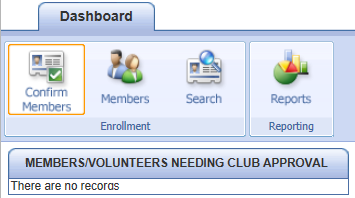 Dashboard
Confirm
Members
Members
Search
Reports
Enrollment
Reporting
MEMBERS/VOLUNTEERS NEEDING CLUB APPROVAL
There are no records